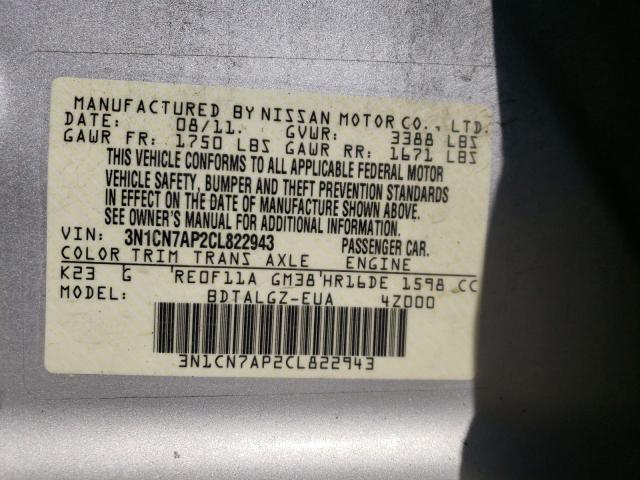 MANUFACTURED BY NISSAN MOTOR CO., LTD.
DATE: 08/11. GVWR: 3388 LBS
GAWR FR: 1750 LBS GAWR RR: 1671 LBS
THIS VEHICLE CONFORMS TO ALL APPLICABLE FEDERAL MOTOR
VEHICLE SAFETY, BUMPER AND THEFT PREVENTION STANDARDS
IN EFFECT ON THE DATE OF MANUFACTURE SHOWN ABOVE.
SEE OWNER'S MANUAL FOR ADDITIONAL INFORMATION
VIN: 3N1CN7AP2CL822943 PASSENGER CAR.
COLOR TRIM TRANS AXLE ENGINE
K23 G RE0F11A GM38 HR16DE 1598 CC
MODEL: BDTALGZ-EUA 4Z000
3N1CN7AP2CL822943